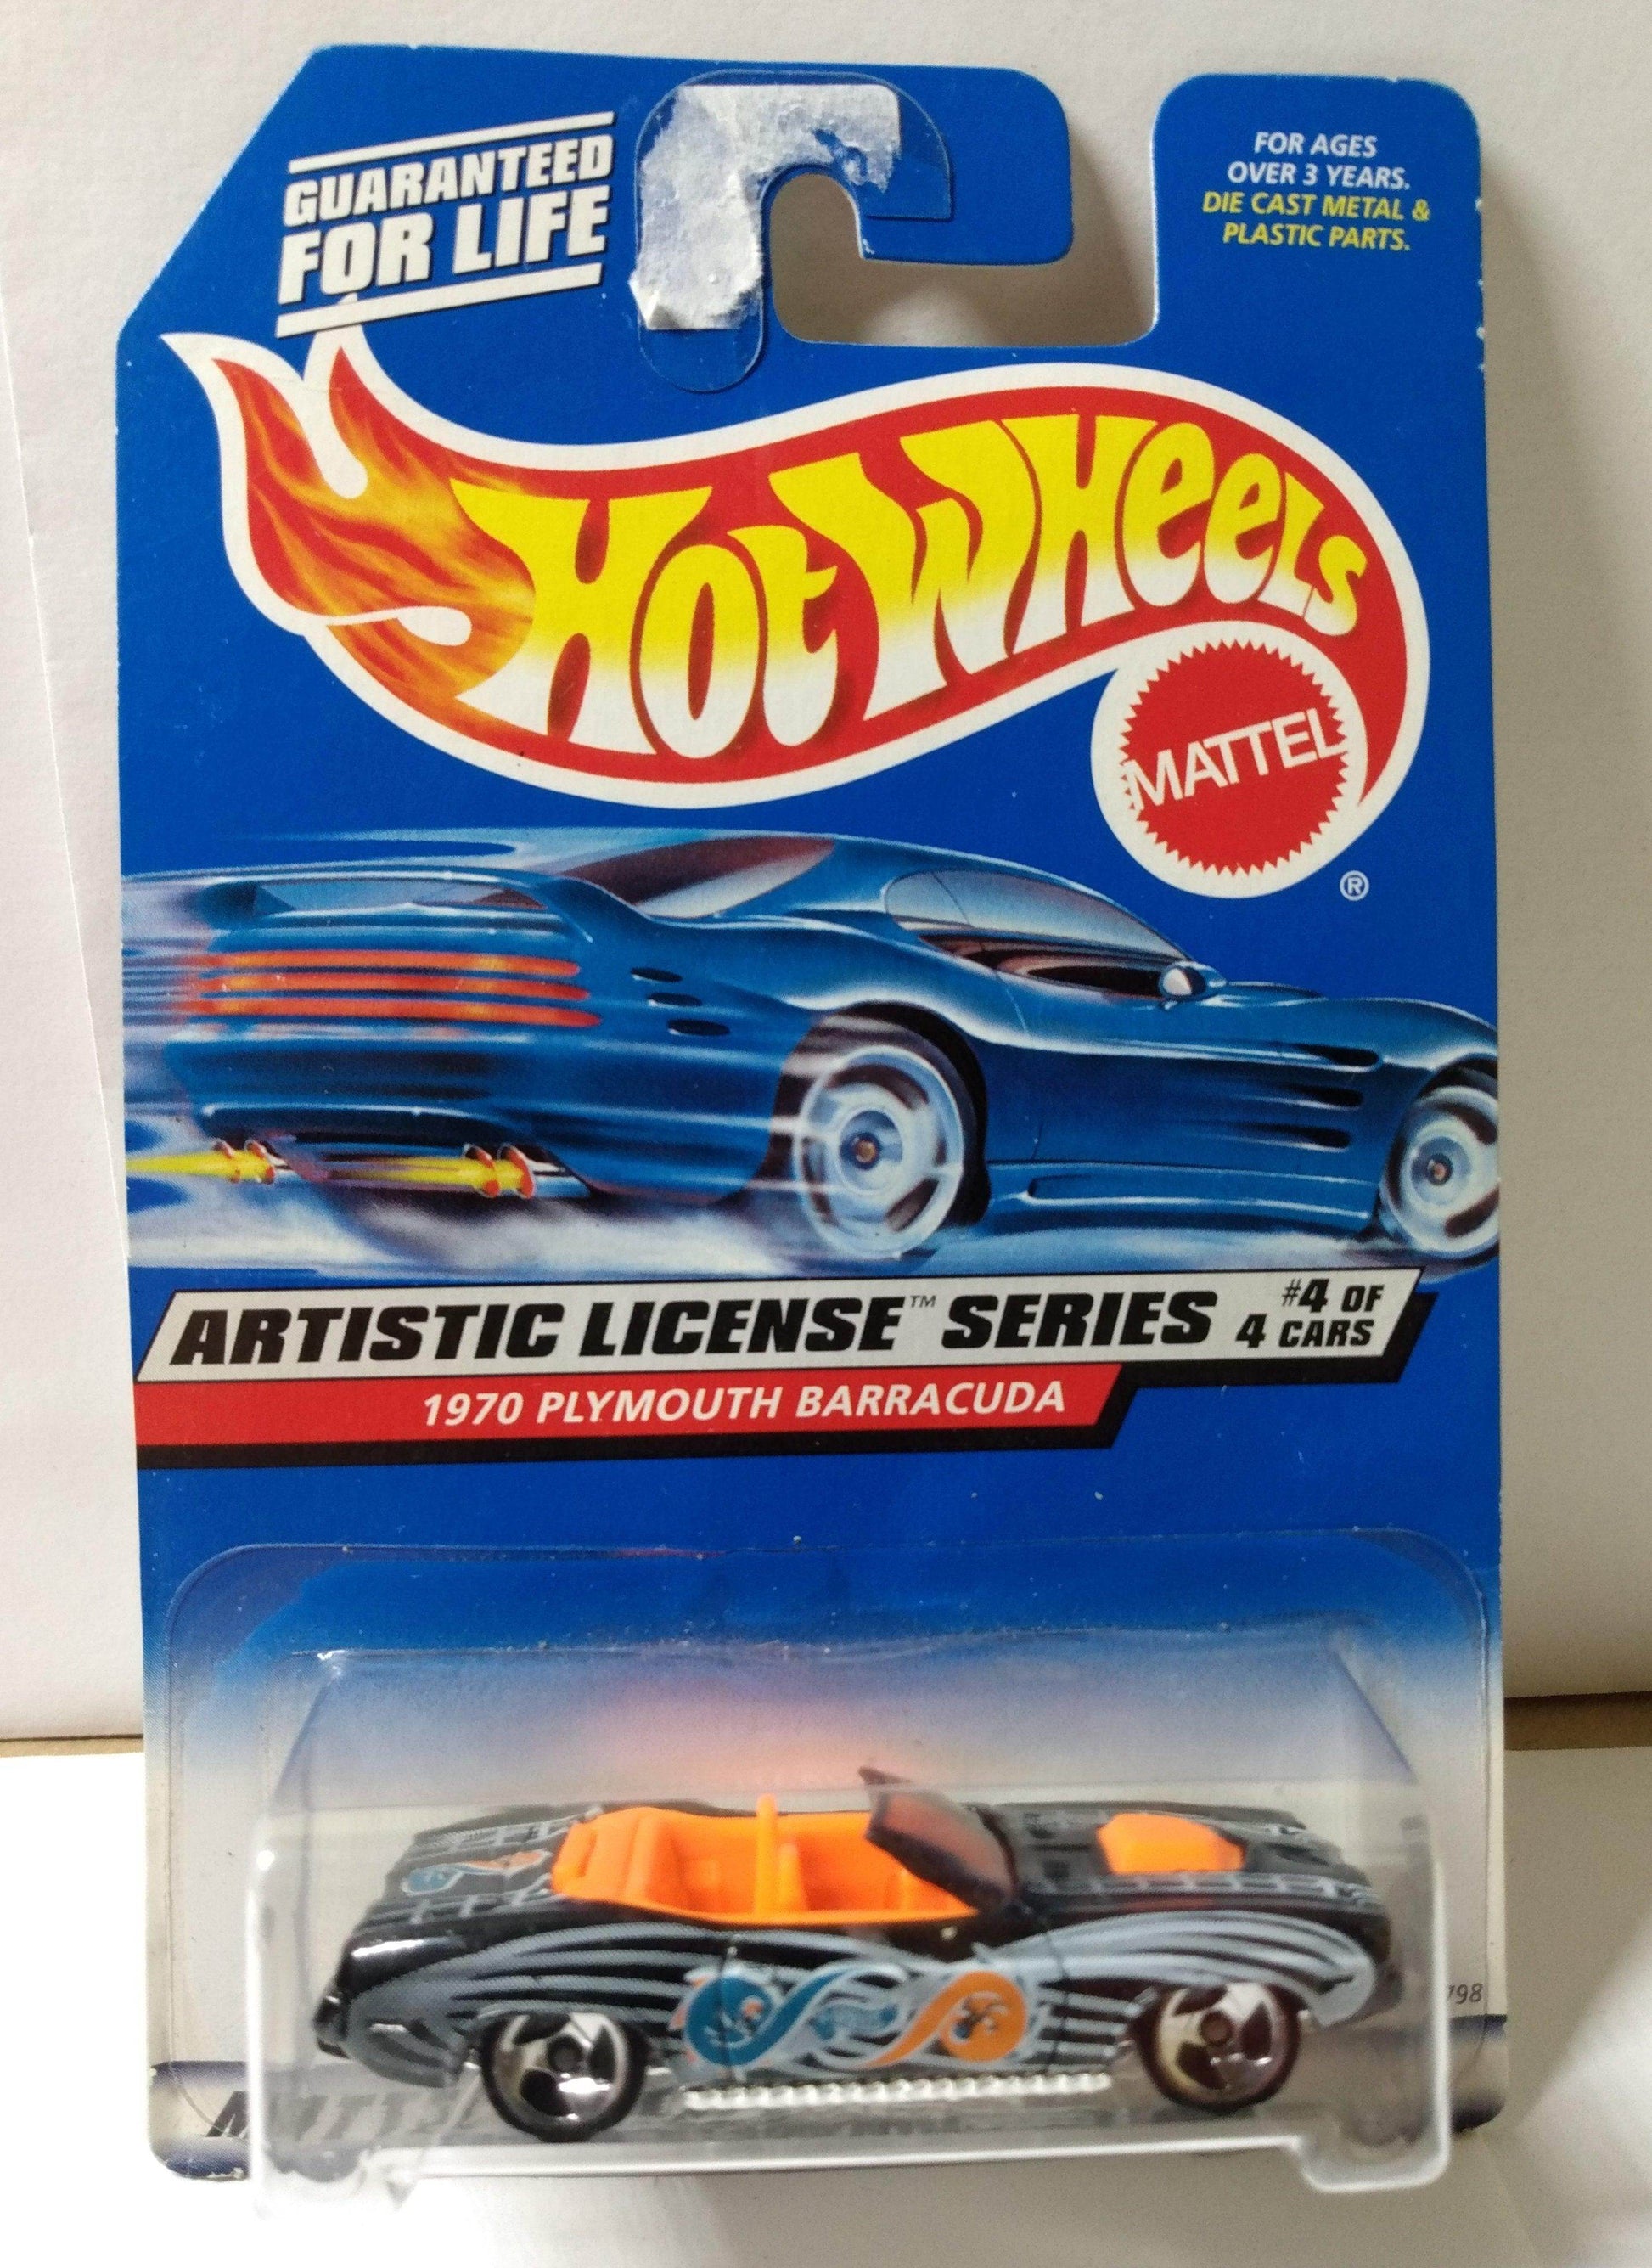 GUARANTEED
FOR LIFE
FOR AGES
OVER 3 YEARS.
DIE CAST METAL &
PLASTIC PARTS.
HOT WHEELS
MATTEL
®
ARTISTIC LICENSE™ SERIES #4 OF
4 CARS
1970 PLYMOUTH BARRACUDA